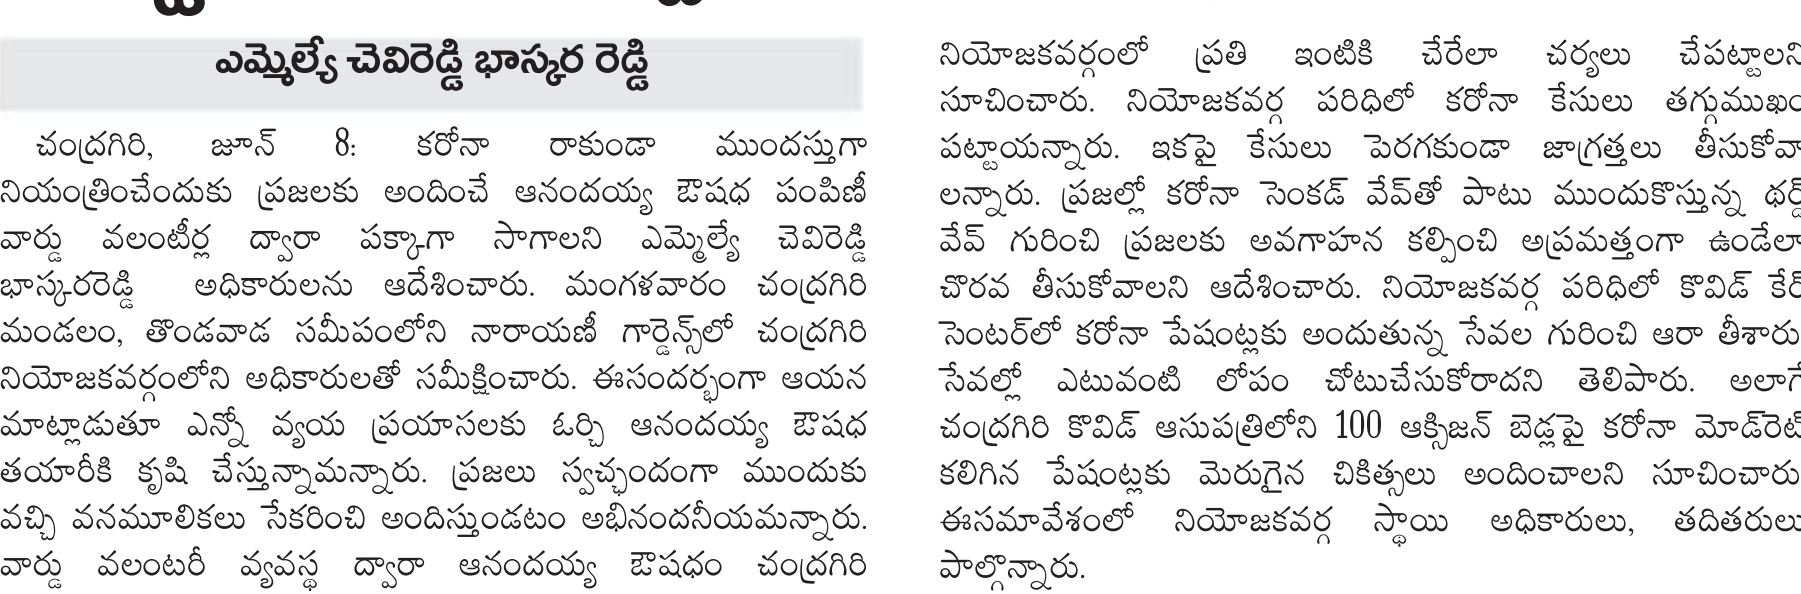 ఎమ్మెల్యే చెవిరెడ్డి భాస్కర రెడ్డి
చంద్రగిరి, జూన్ 8: కరోనా రాకుండా ముందస్తుగా
నియంత్రించేందుకు ప్రజలకు అందించే ఆనందయ్య ఔషధ పంపిణీ
వార్డు వలంటీర్ల ద్వారా పక్కాగా సాగాలని ఎమ్మెల్యే చెవిరెడ్డి
భాస్కరరెడ్డి అధికారులను ఆదేశించారు. మంగళవారం చంద్రగిరి
మండలం, తొండవాడ సమీపంలోని నారాయణీ గార్డెన్స్‌లో చంద్రగిరి
నియోజకవర్గంలోని అధికారులతో సమీక్షించారు. ఈసందర్భంగా ఆయన
మాట్లాడుతూ ఎన్నో వ్యయ ప్రయాసలకు ఓర్చి ఆనందయ్య ఔషధ
తయారీకి కృషి చేస్తున్నామన్నారు. ప్రజలు స్వచ్ఛందంగా ముందుకు
వచ్చి వనమూలికలు సేకరించి అందిస్తుండటం అభినందనీయమన్నారు.
వార్డు వలంటరీ వ్యవస్థ ద్వారా ఆనందయ్య ఔషధం చంద్రగిరి
నియోజకవర్గంలో ప్రతి ఇంటికి చేరేలా చర్యలు చేపట్టాలని
సూచించారు. నియోజకవర్గ పరిధిలో కరోనా కేసులు తగ్గుముఖం
పట్టాయన్నారు. ఇకపై కేసులు పెరగకుండా జాగ్రత్తలు తీసుకోవా
లన్నారు. ప్రజల్లో కరోనా సెంకడ్ వేవ్‌తో పాటు ముందుకొస్తున్న థర్డ్
వేవ్ గురించి ప్రజలకు అవగాహన కల్పించి అప్రమత్తంగా ఉండేలా
చొరవ తీసుకోవాలని ఆదేశించారు. నియోజకవర్గ పరిధిలో కొవిడ్ కేర్
సెంటర్‌లో కరోనా పేషంట్లకు అందుతున్న సేవల గురించి ఆరా తీశారు
సేవల్లో ఎటువంటి లోపం చోటుచేసుకోరాదని తెలిపారు. అలాగే
చంద్రగిరి కొవిడ్ ఆసుపత్రిలోని 100 ఆక్సిజన్ బెడ్లపై కరోనా మోడ్‌రెట్
కలిగిన పేషంట్లకు మెరుగైన చికిత్సలు అందించాలని సూచించారు
ఈసమావేశంలో నియోజకవర్గ స్థాయి అధికారులు, తదితరులు
పాల్గొన్నారు.